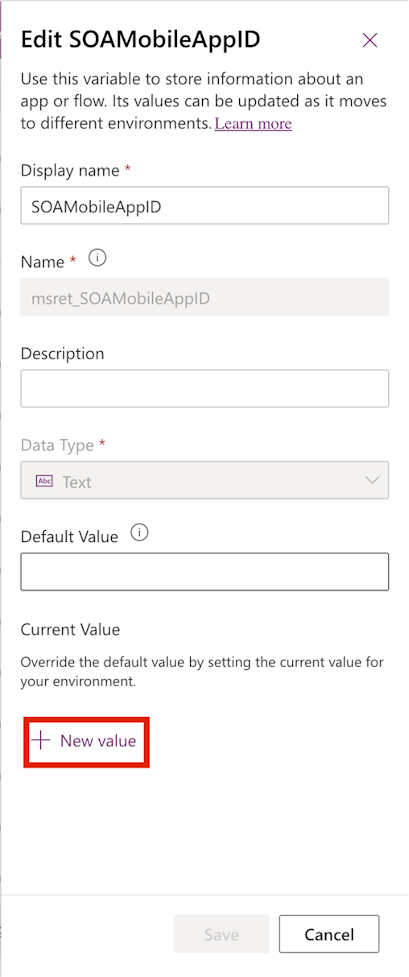 Edit SOAMobileAppID
Use this variable to store information about an
app or flow. Its values can be updated as it moves
to different environments. Learn more
Display name *
SOAMobileAppID
Name *
msret_SOAMobileAppID
Description
Data Type *
Abc Text
Default Value
Current Value
Override the default value by setting the current value for
your environment.
New value
Save Cancel